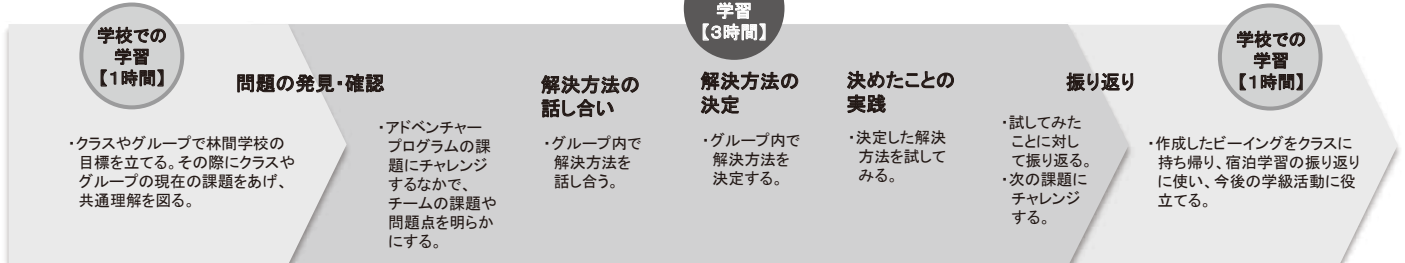 学校での
学習
【1時間】
問題の発見・確認
・クラスやグループで林間学校の
目標を立てる。その際にクラスや
グループの現在の課題をあげ、
共通理解を図る。
・アドベンチャー
プログラムの課
題にチャレンジ
するなかで、
チームの課題や
問題点を明らか
にする。
学習
【3時間】
解決方法の
話し合い
・グループ内で
解決方法を
話し合う。
解決方法の
決定
・グループ内で
解決方法を
決定する。
決めたことの
実践
・決定した解決
方法を試して
みる。
振り返り
・試してみた
ことに対し
て振り返る。
・次の課題に
チャレンジ
する。
学校での
学習
【1時間】
・作成したビーイングをクラスに
持ち帰り、宿泊学習の振り返り
に使い、今後の学級活動に役
立てる。